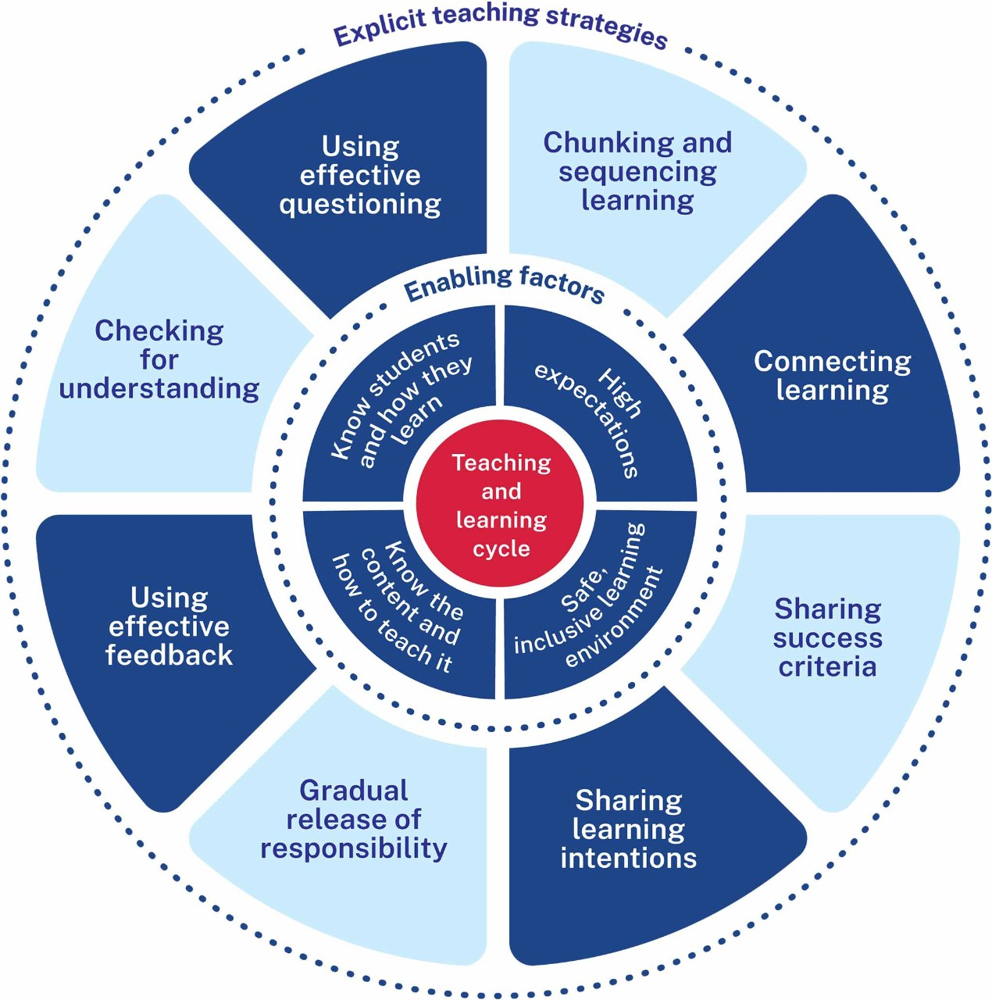 Explicit teaching strategies
Chunking and
sequencing
learning
Connecting
learning
Sharing
success
criteria
Sharing
learning
intentions
Gradual
release of
responsibility
Using
effective
feedback
Checking
for
understanding
Using
effective
questioning
Enabling factors
High
expectations
Safe,
inclusive learning
environment
Know the
content and
how to teach it
Know students
and how they
learn
Teaching
and
learning
cycle